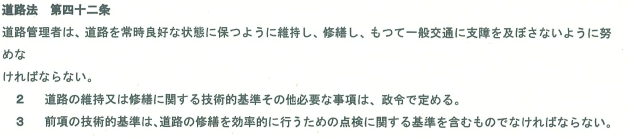 道路法　第四十二条
道路管理者は、道路を常時良好な状態に保つように維持し、修繕し、もつて一般交通に支障を及ぼさないように努
めな
ければならない。
２　道路の維持又は修繕に関する技術的基準その他必要な事項は、政令で定める。
３　前項の技術的基準は、道路の修繕を効率的に行うための点検に関する基準を含むものでなければならない。